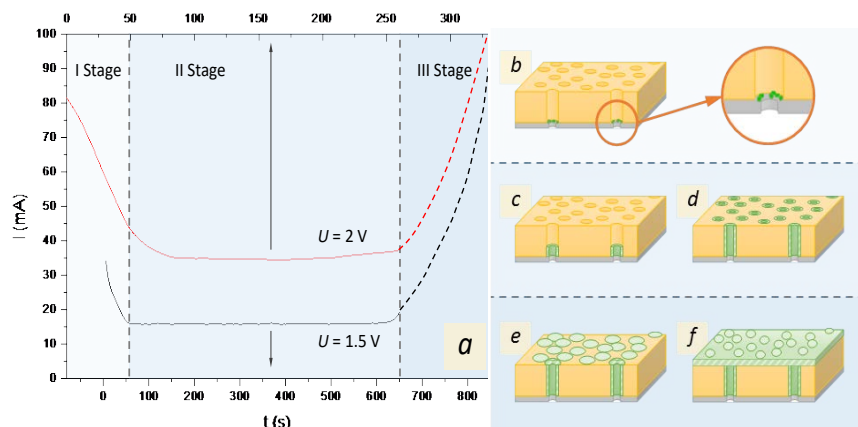 0 50 100 150 200 250 300
100
90
80
70
60
50
40
30
20
10
0
I (mA)
I Stage II Stage III Stage
U = 2 V
U = 1.5 V
a
0 100 200 300 400 500 600 700 800
t (s)
b
c d
e f